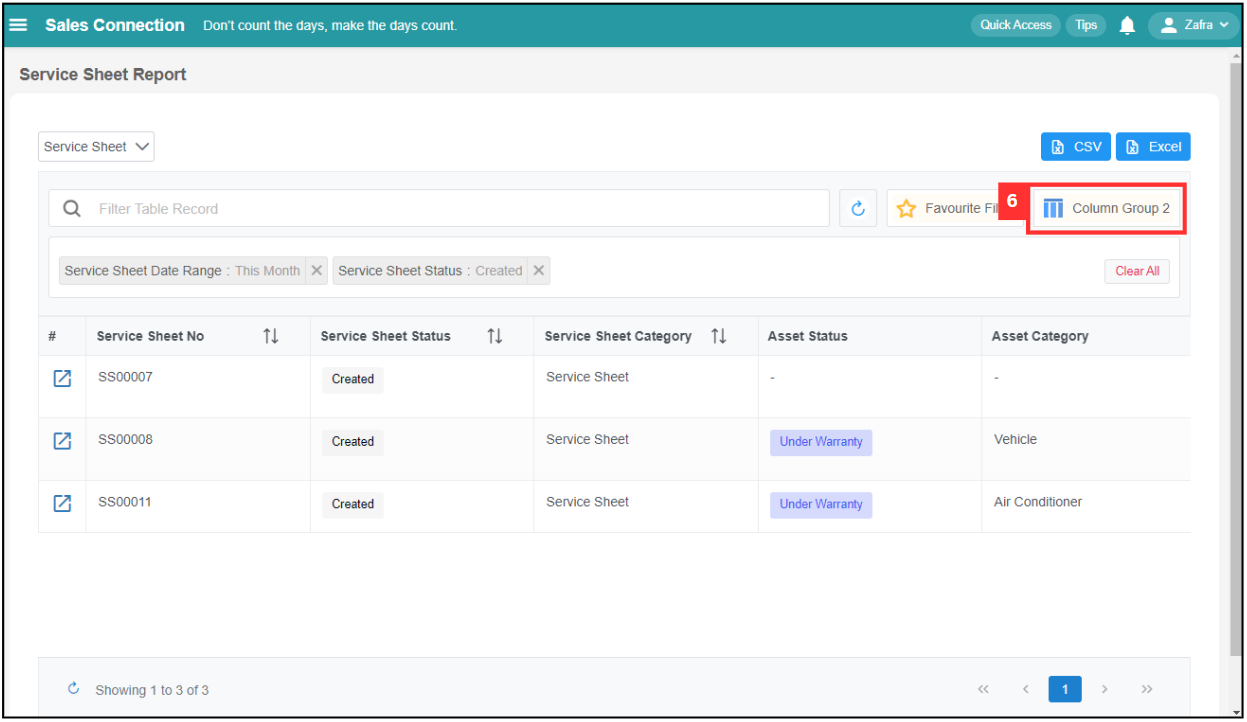 Sales Connection Don't count the days, make the days count. Quick Access Tips Zafra
Service Sheet Report
Service Sheet CSV Excel
Filter Table Record Favourite Fil 6 Column Group 2
Service Sheet Date Range : This Month Service Sheet Status : Created Clear All
# Service Sheet No Service Sheet Status Service Sheet Category Asset Status Asset Category
SS00007 Created Service Sheet - -
SS00008 Created Service Sheet Under Warranty Vehicle
SS00011 Created Service Sheet Under Warranty Air Conditioner
Showing 1 to 3 of 3 << < 1 > >>